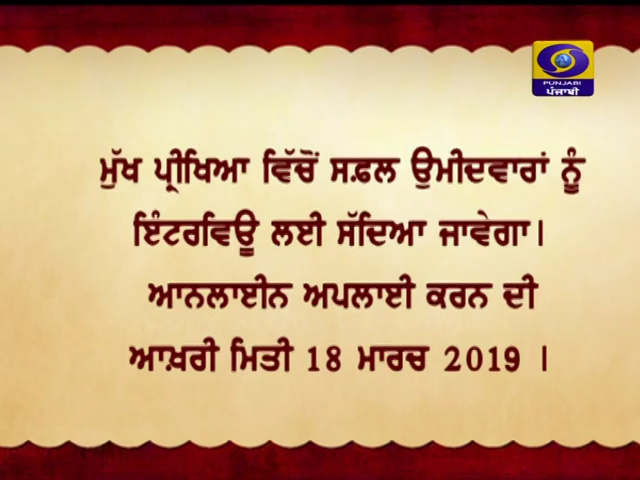 PUNJABI
ਪੰਜਾਬੀ
ਮੁੱਖ ਪ੍ਰੀਖਿਆ ਵਿੱਚੋਂ ਸਫ਼ਲ ਉਮੀਦਵਾਰਾਂ ਨੂੰ
ਇੰਟਰਵਿਊ ਲਈ ਸੱਦਿਆ ਜਾਵੇਗਾ।
ਆਨਲਾਈਨ ਅਪਲਾਈ ਕਰਨ ਦੀ
ਆਖ਼ਰੀ ਮਿਤੀ 18 ਮਾਰਚ 2019 ।